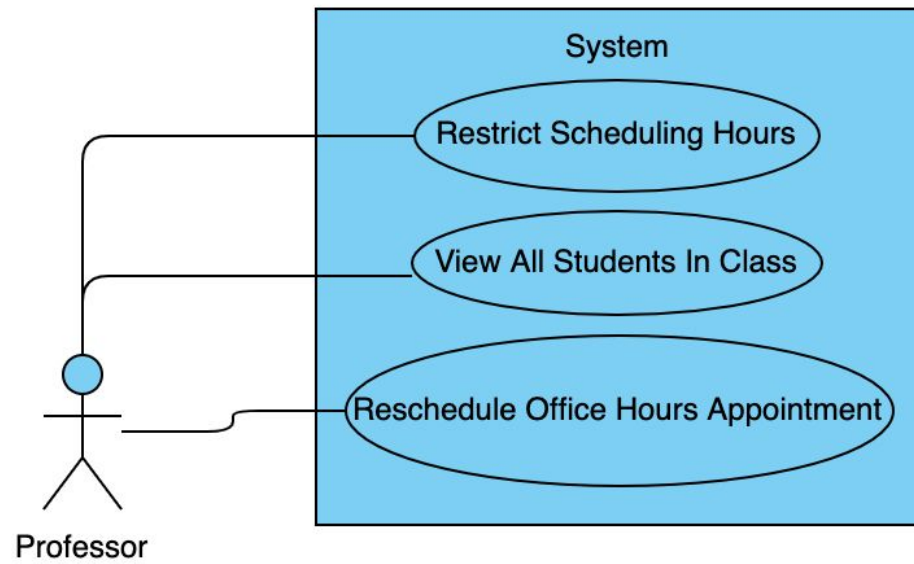 System
Restrict Scheduling Hours
View All Students In Class
Reschedule Office Hours Appointment
Professor